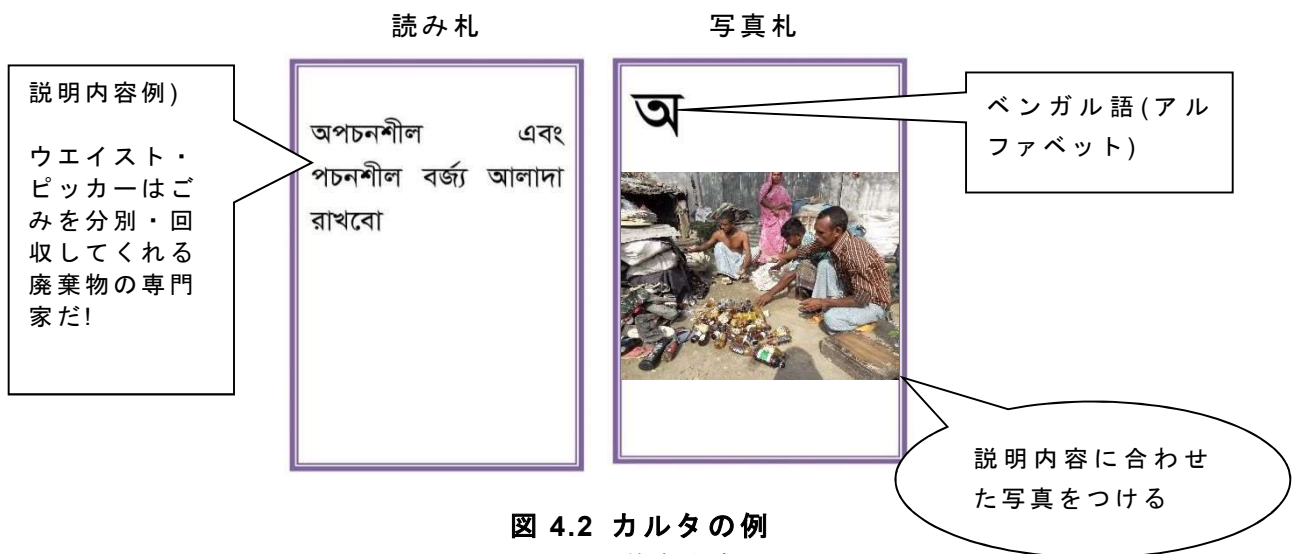 読み札
写真札
説明内容例)
ウエイスト・
ピッカーはご
みを分別・回
収してくれる
廃棄物の専門
家だ!
অপচনশীল এবং
পচনশীল বর্জ্য আলাদা
রাখবো
অ
ベンガル語(アル
ファベット)
説明内容に合わせ
た写真をつける
図 4.2 カルタの例